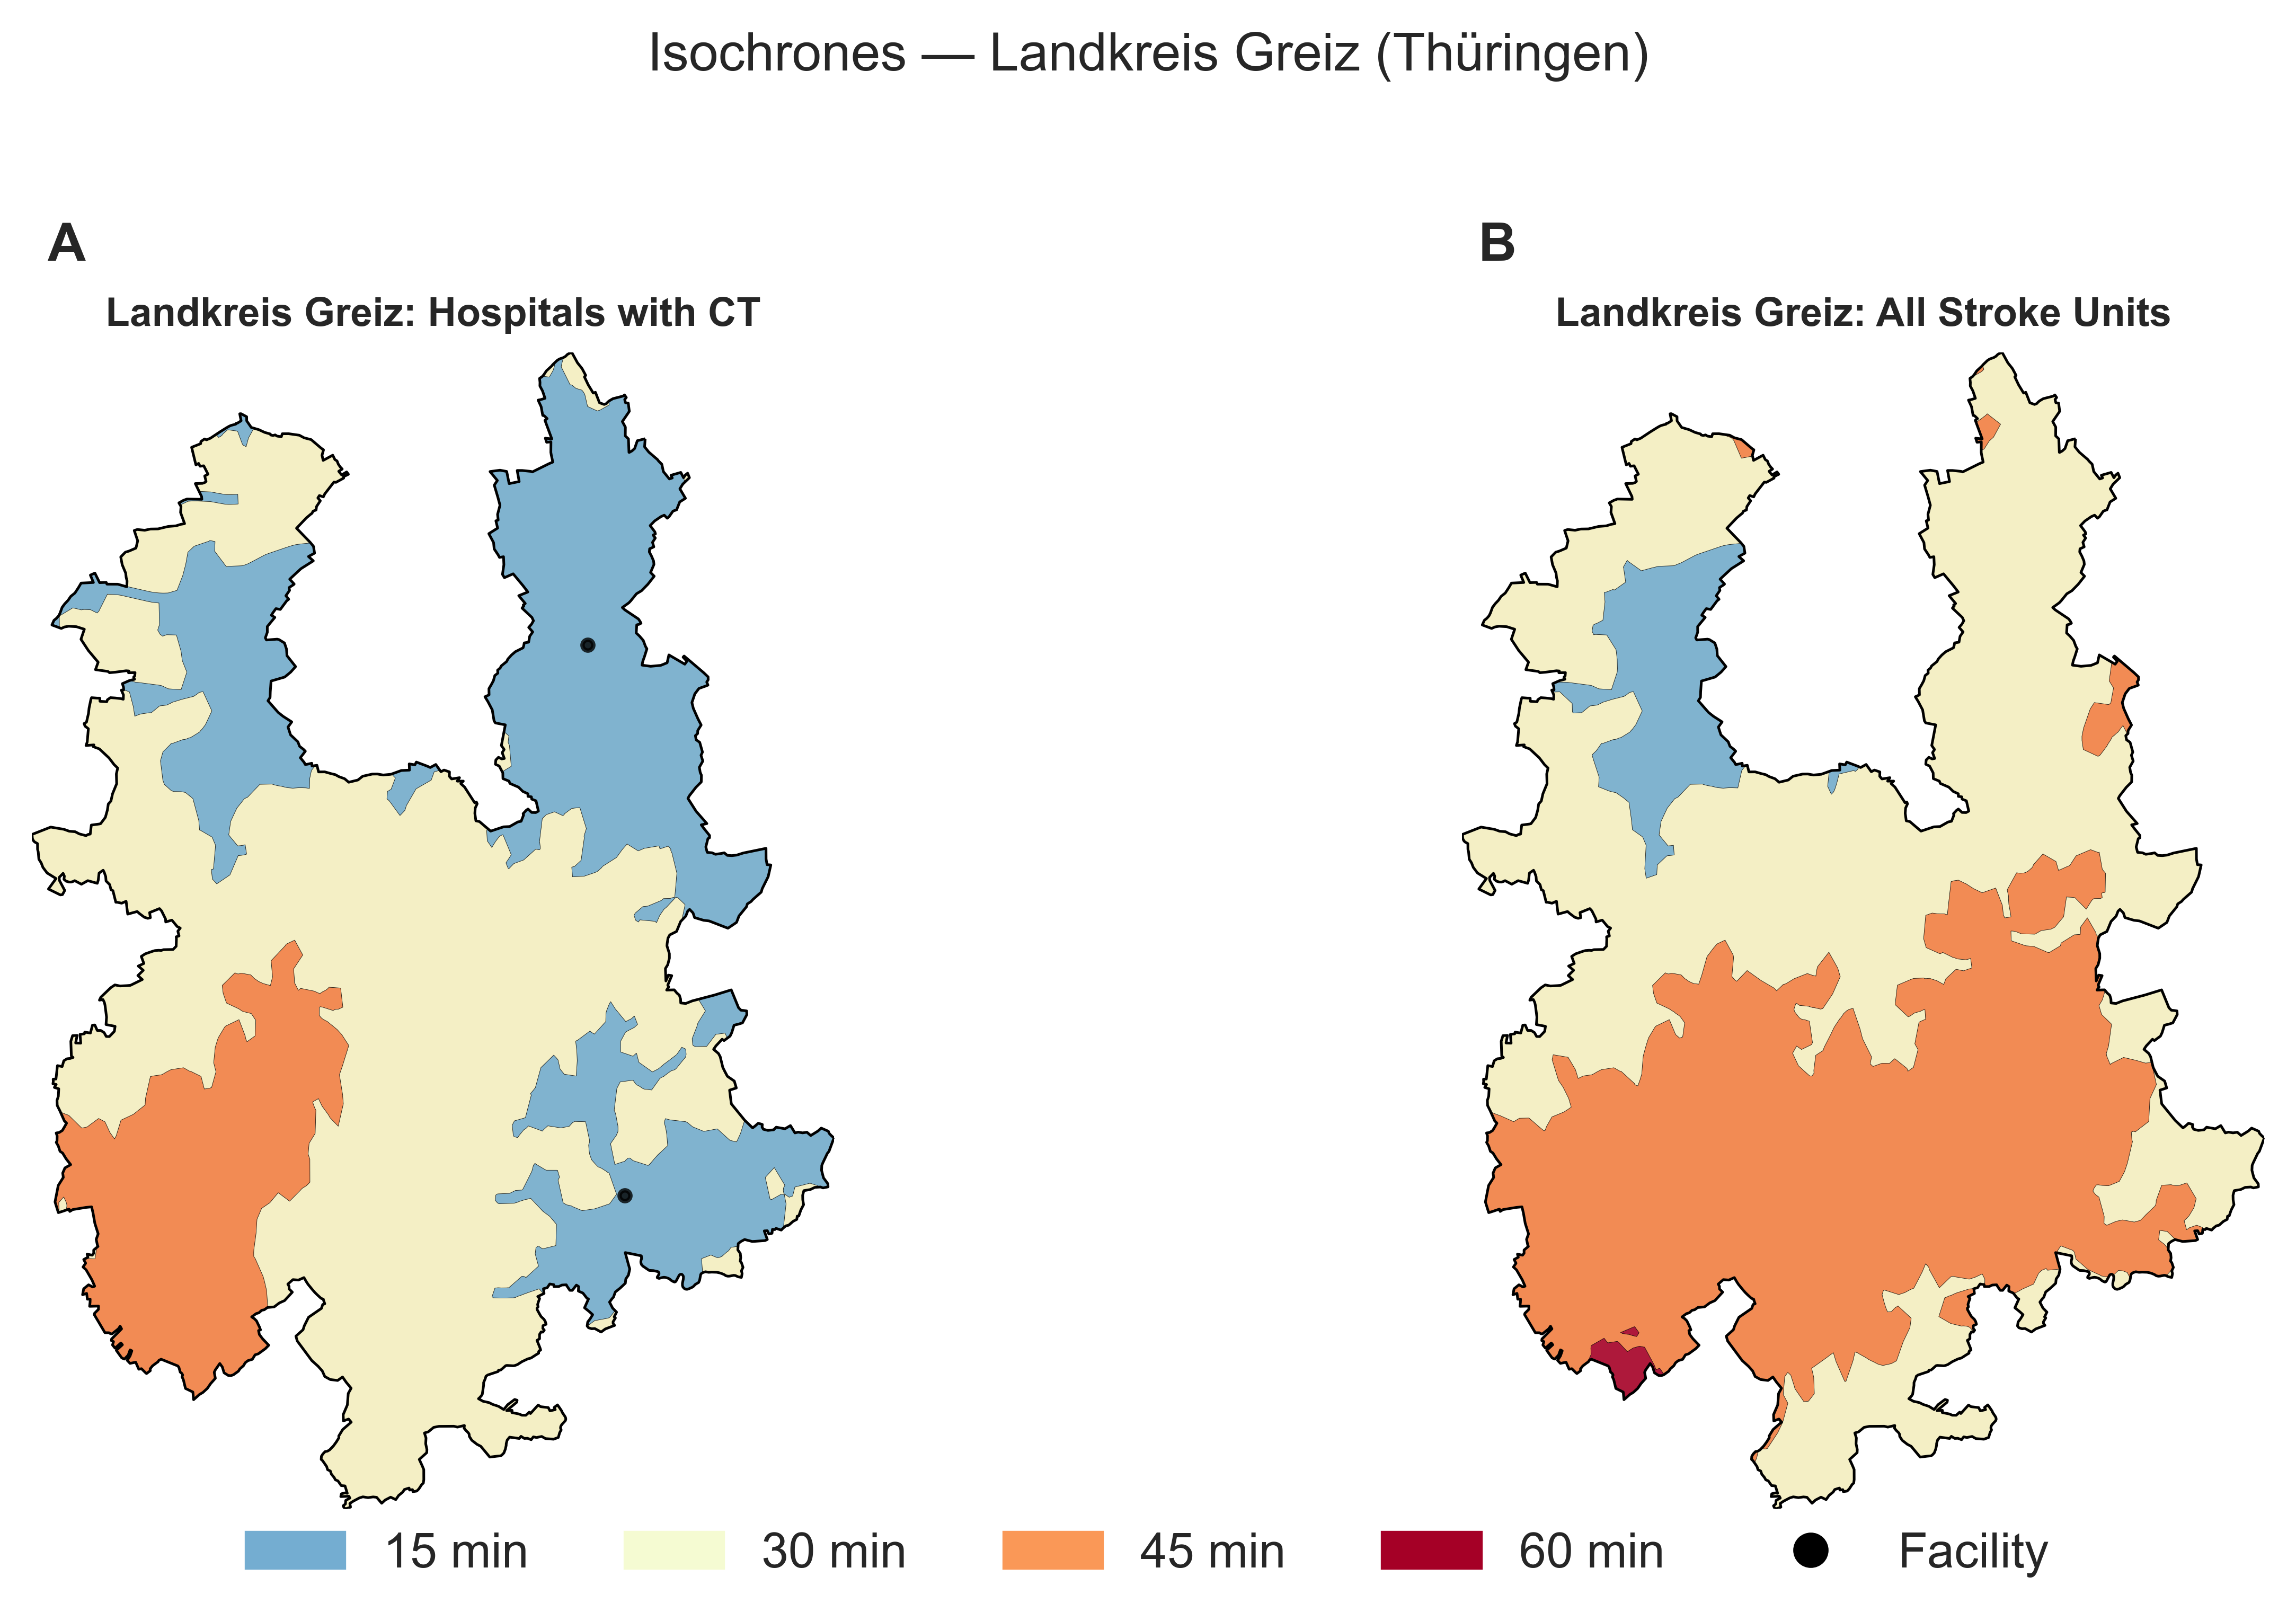 Isochrones — Landkreis Greiz (Thüringen)
A
B
Landkreis Greiz: Hospitals with CT
Landkreis Greiz: All Stroke Units
15 min
30 min
45 min
60 min
Facility